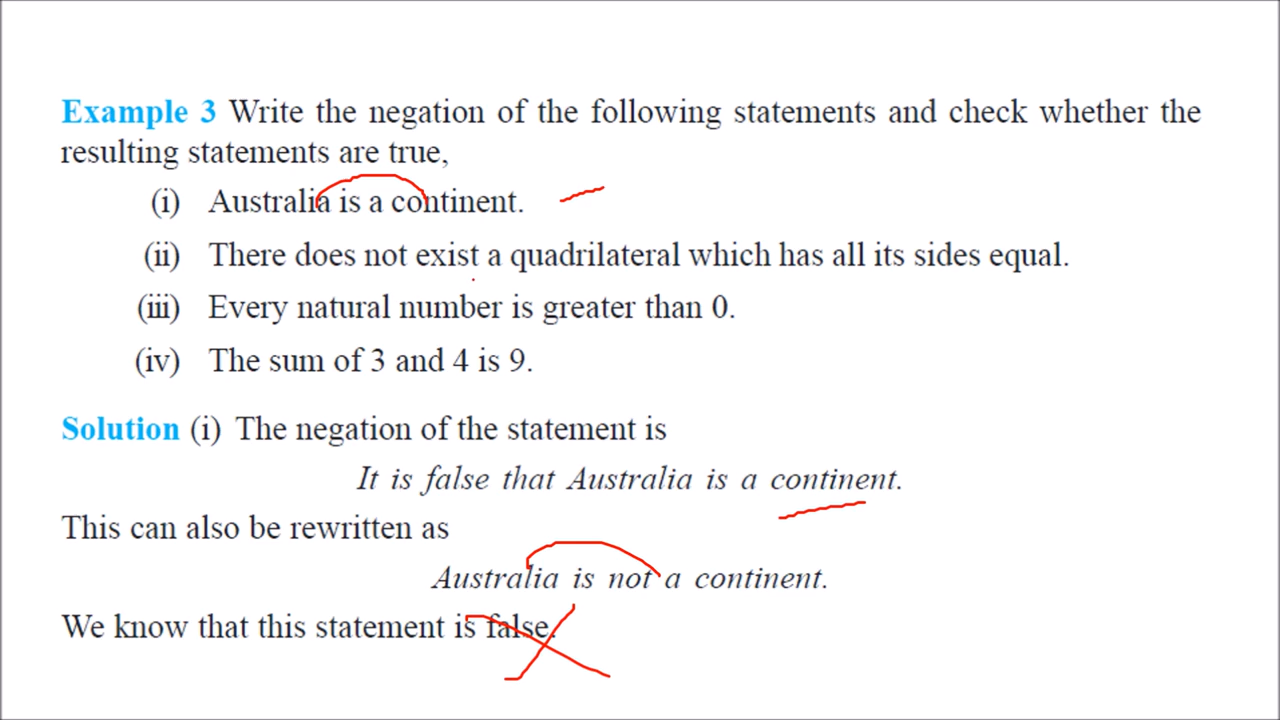 Example 3 Write the negation of the following statements and check whether the
resulting statements are true,
(i) Australia is a continent.
(ii) There does not exist a quadrilateral which has all its sides equal.
(iii) Every natural number is greater than 0.
(iv) The sum of 3 and 4 is 9.
Solution (i) The negation of the statement is
It is false that Australia is a continent.
This can also be rewritten as
Australia is not a continent.
We know that this statement is false.